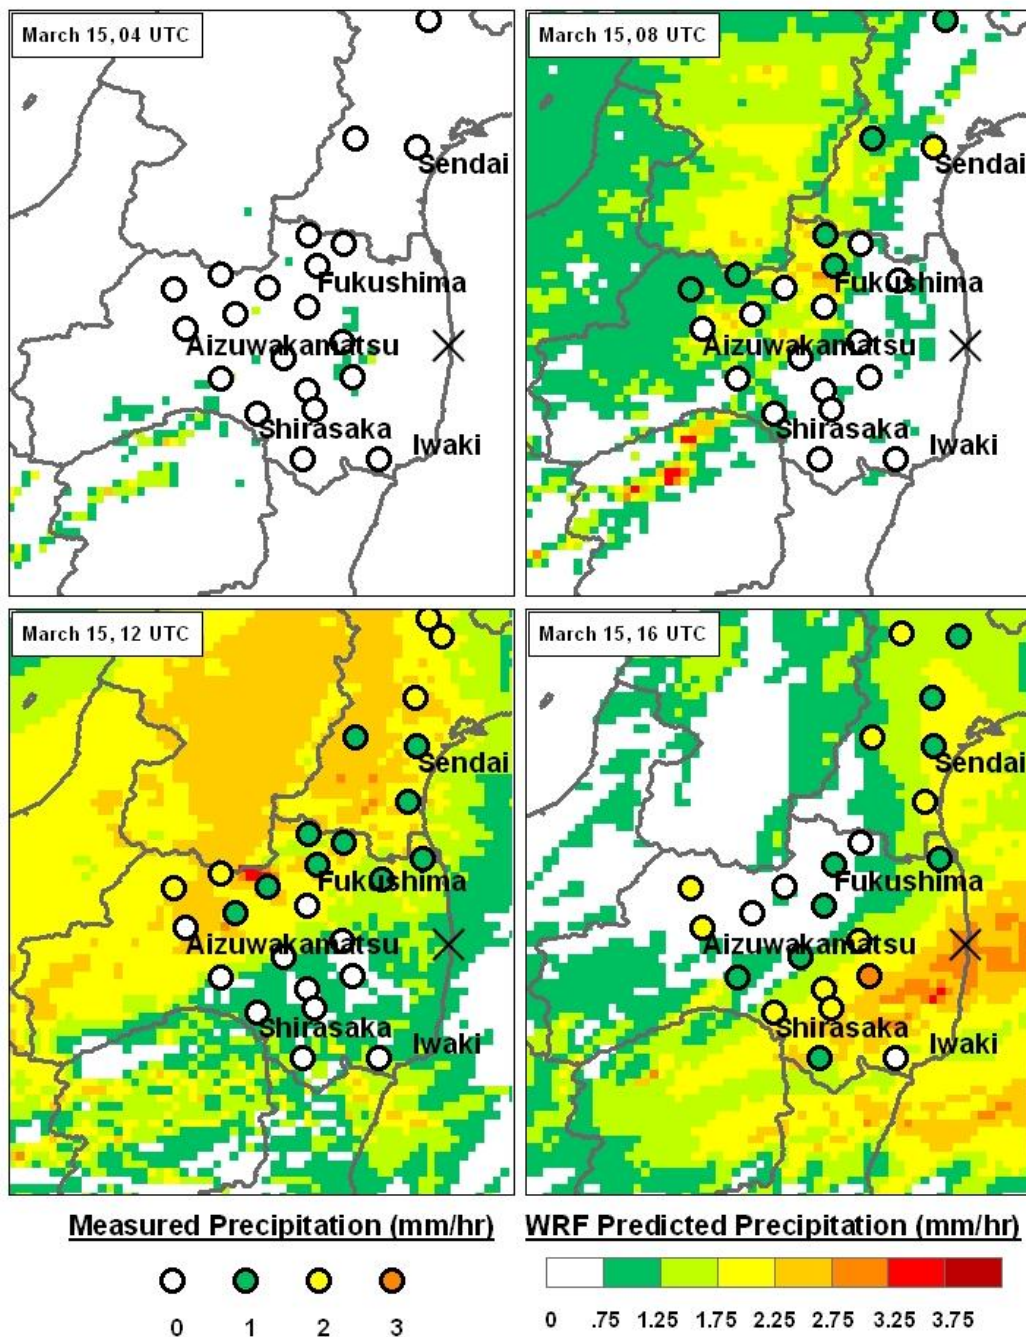 March 15, 04 UTC
Sendai
Fukushima
Aizuwakamatsu
Shirasaka
Iwaki
March 15, 08 UTC
Sendai
Fukushima
Aizuwakamatsu
Shirasaka
Iwaki
March 15, 12 UTC
Sendai
Fukushima
Aizuwakamatsu
Shirasaka
Iwaki
March 15, 16 UTC
Sendai
Fukushima
Aizuwakamatsu
Shirasaka
Iwaki
Measured Precipitation (mm/hr)
0 1 2 3
WRF Predicted Precipitation (mm/hr)
0 .75 1.25 1.75 2.25 2.75 3.25 3.75